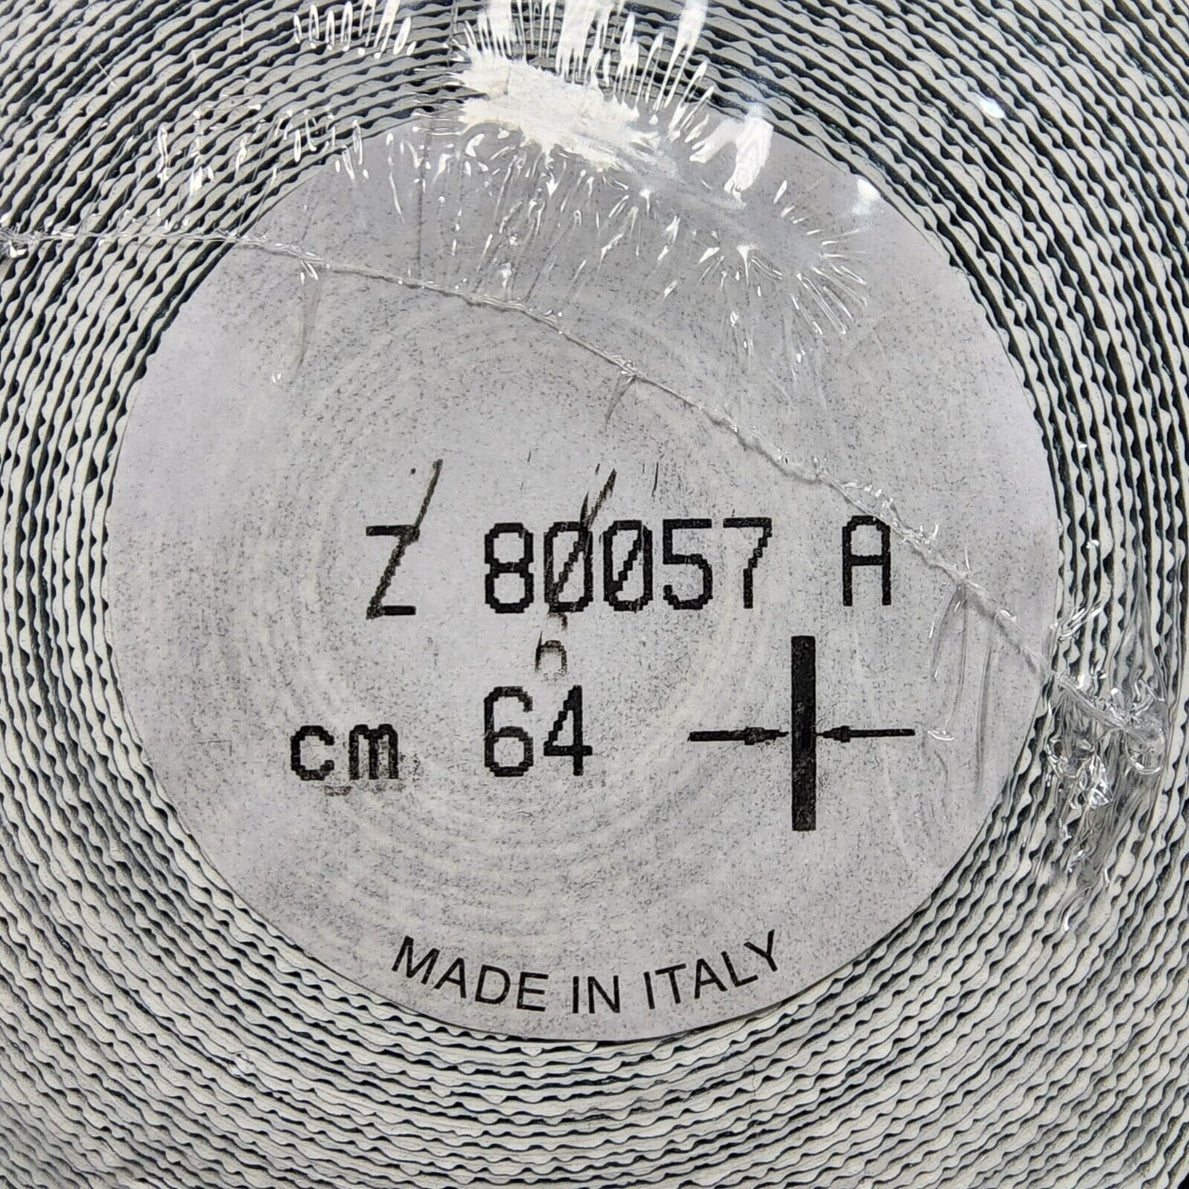 Z 80057 A
cm 64
MADE IN ITALY